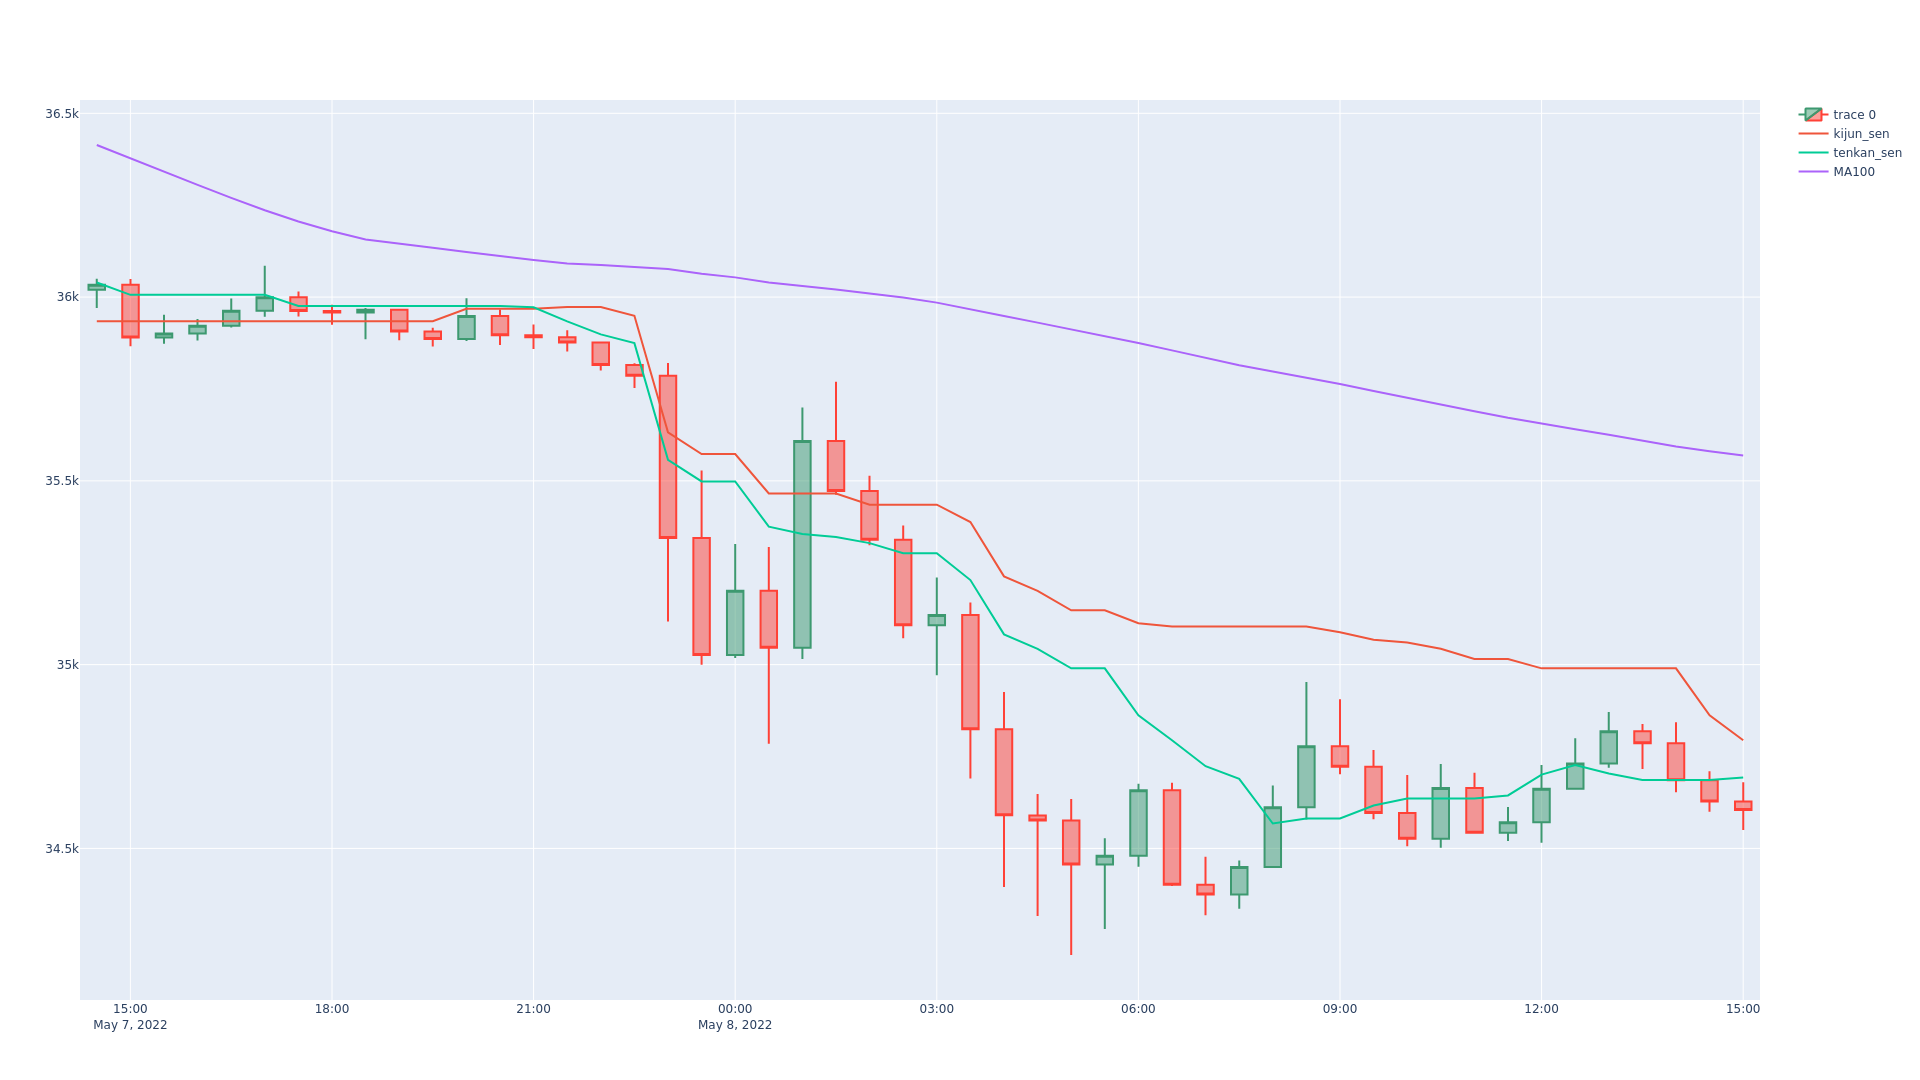 36.5k
36k
35.5k
35k
34.5k
15:00
May 7, 2022
18:00
21:00
00:00
May 8, 2022
03:00
06:00
09:00
12:00
15:00
trace 0
kijun_sen
tenkan_sen
MA100